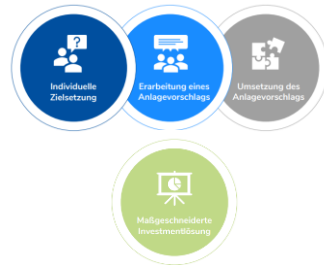 ?
Individuelle
Zielsetzung
Erarbeitung eines
Anlagevorschlags
Umsetzung des
Anlagevorschlags
Maßgeschneiderte
Investmentlösung